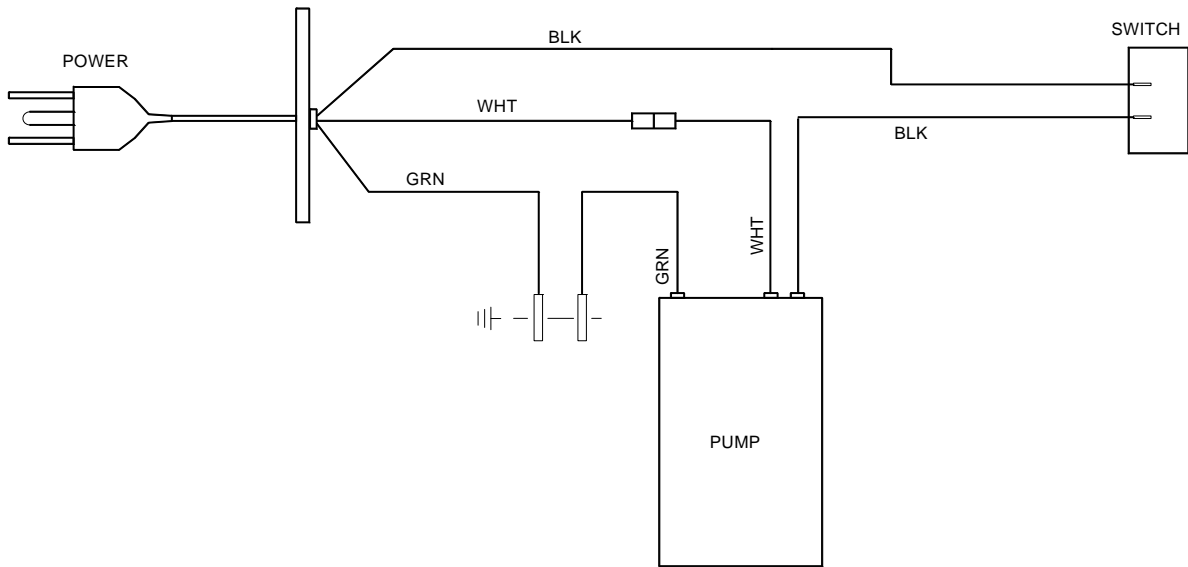 SWITCH
BLK
POWER
WHT
BLK
GRN
WHT
GRN
PUMP